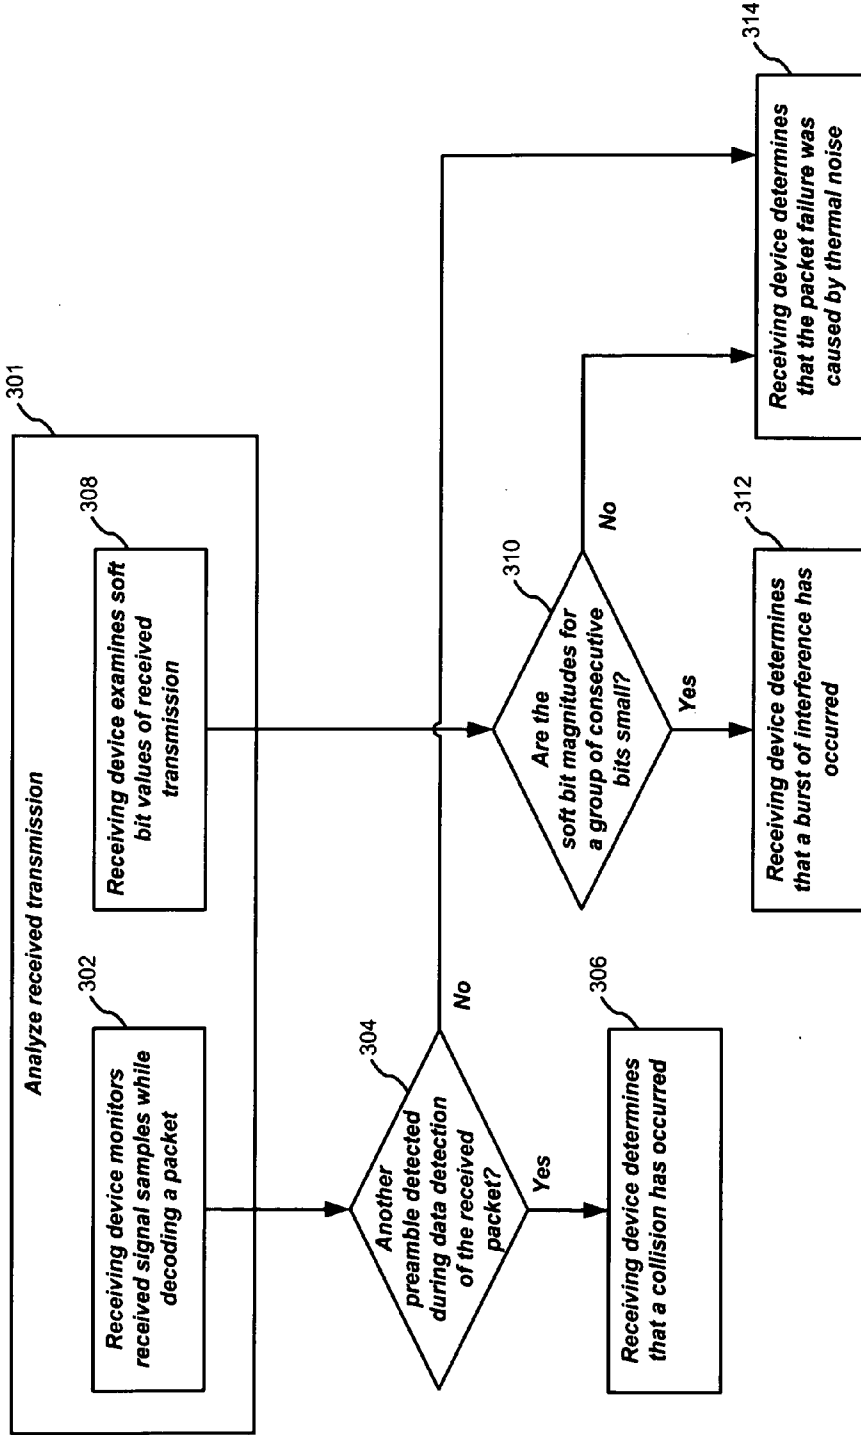 301
Analyze received transmission
302
Receiving device monitors
received signal samples while
decoding a packet
308
Receiving device examines soft
bit values of received
transmission
304
Another
preamble detected
during data detection
of the received
packet?
No
Yes
306
Receiving device determines
that a collision has occurred
310
Are the
soft bit magnitudes for
a group of consecutive
bits small?
No
Yes
312
Receiving device determines
that a burst of interference has
occurred
314
Receiving device determines
that the packet failure was
caused by thermal noise